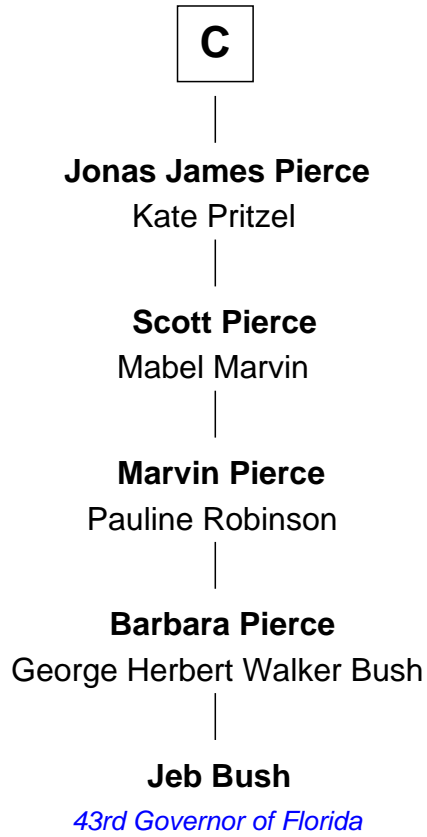 C
Jonas James Pierce
Kate Pritzel
Scott Pierce
Mabel Marvin
Marvin Pierce
Pauline Robinson
Barbara Pierce
George Herbert Walker Bush
Jeb Bush
43rd Governor of Florida